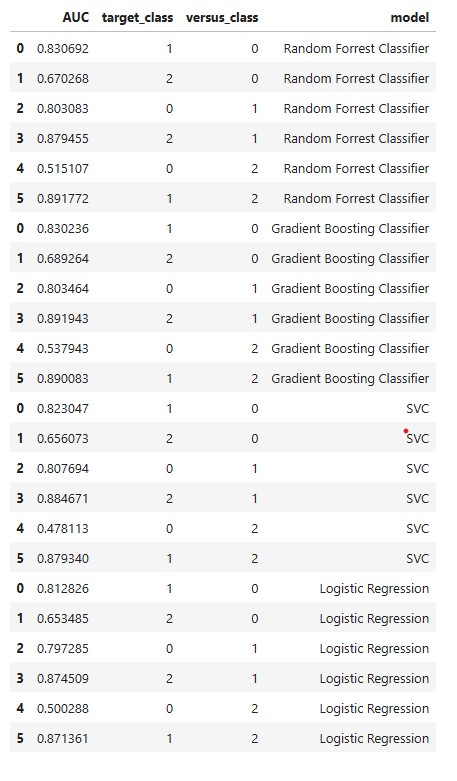 AUC target_class versus_class model
0 0.830692 1 0 Random Forrest Classifier
1 0.670268 2 0 Random Forrest Classifier
2 0.803083 0 1 Random Forrest Classifier
3 0.879455 2 1 Random Forrest Classifier
4 0.515107 0 2 Random Forrest Classifier
5 0.891772 1 2 Random Forrest Classifier
0 0.830236 1 0 Gradient Boosting Classifier
1 0.689264 2 0 Gradient Boosting Classifier
2 0.803464 0 1 Gradient Boosting Classifier
3 0.891943 2 1 Gradient Boosting Classifier
4 0.537943 0 2 Gradient Boosting Classifier
5 0.890083 1 2 Gradient Boosting Classifier
0 0.823047 1 0 SVC
1 0.656073 2 0 SVC
2 0.807694 0 1 SVC
3 0.884671 2 1 SVC
4 0.478113 0 2 SVC
5 0.879340 1 2 SVC
0 0.812826 1 0 Logistic Regression
1 0.653485 2 0 Logistic Regression
2 0.797285 0 1 Logistic Regression
3 0.874509 2 1 Logistic Regression
4 0.500288 0 2 Logistic Regression
5 0.871361 1 2 Logistic Regression